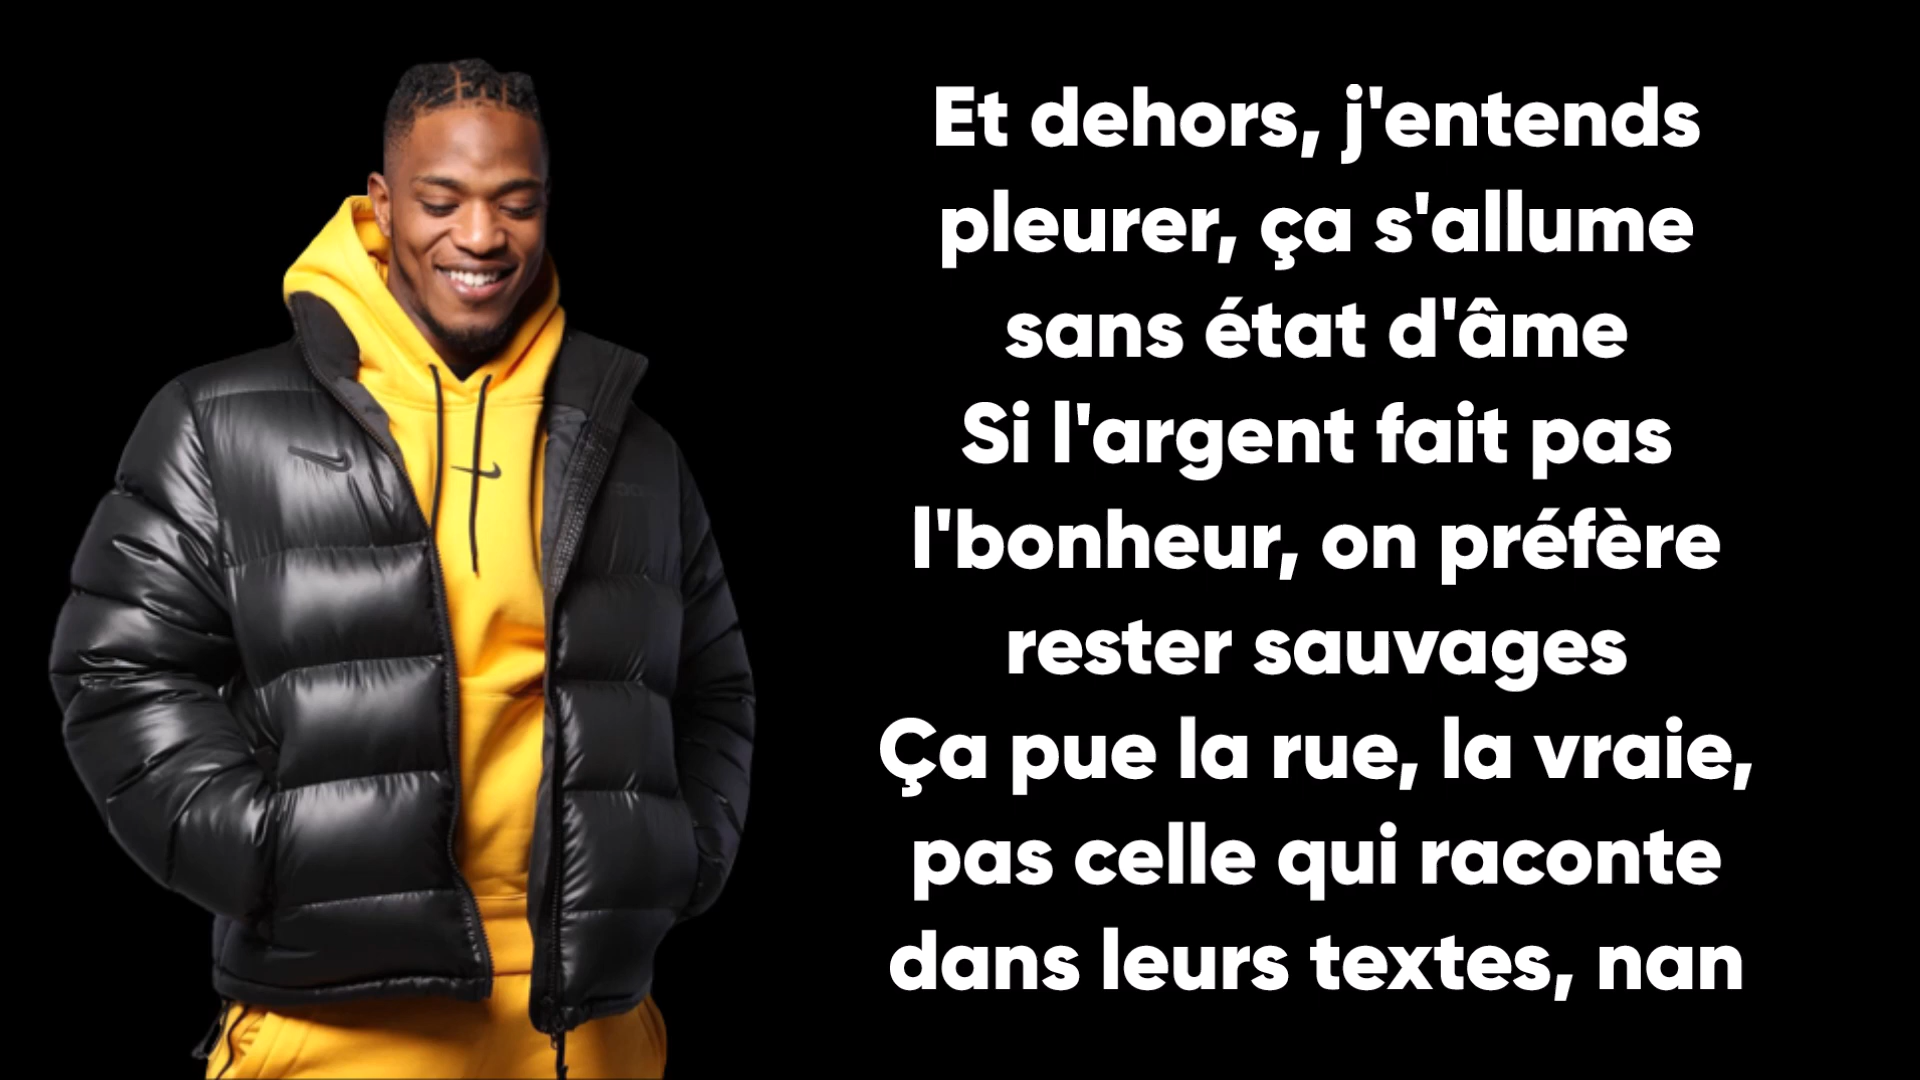 Et dehors, j'entends
pleurer, ça s'allume
sans état d'âme
Si l'argent fait pas
l'bonheur, on préfère
rester sauvages
Ça pue la rue, la vraie,
pas celle qui raconte
dans leurs textes, nan